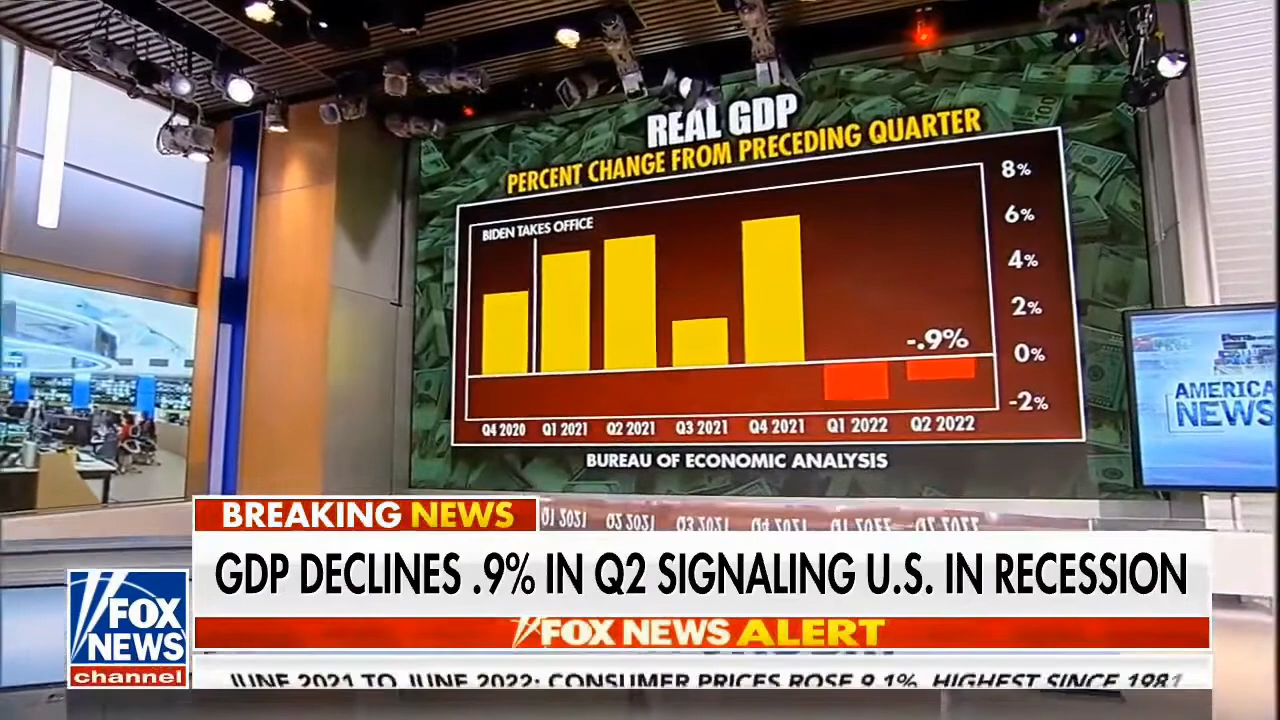 REAL GDP
PERCENT CHANGE FROM PRECEDING QUARTER
BIDEN TAKES OFFICE
8%
6%
4%
2%
0%
-2%
-.9%
Q4 2020 Q1 2021 Q2 2021 Q3 2021 Q4 2021 Q1 2022 Q2 2022
BUREAU OF ECONOMIC ANALYSIS
AMERICA
NEWS
BREAKING NEWS
GDP DECLINES .9% IN Q2 SIGNALING U.S. IN RECESSION
FOX NEWS ALERT
FOX
NEWS
channel
JUNE 2021 TO JUNE 2022: CONSUMER PRICES ROSE 9.1%, HIGHEST SINCE 1981